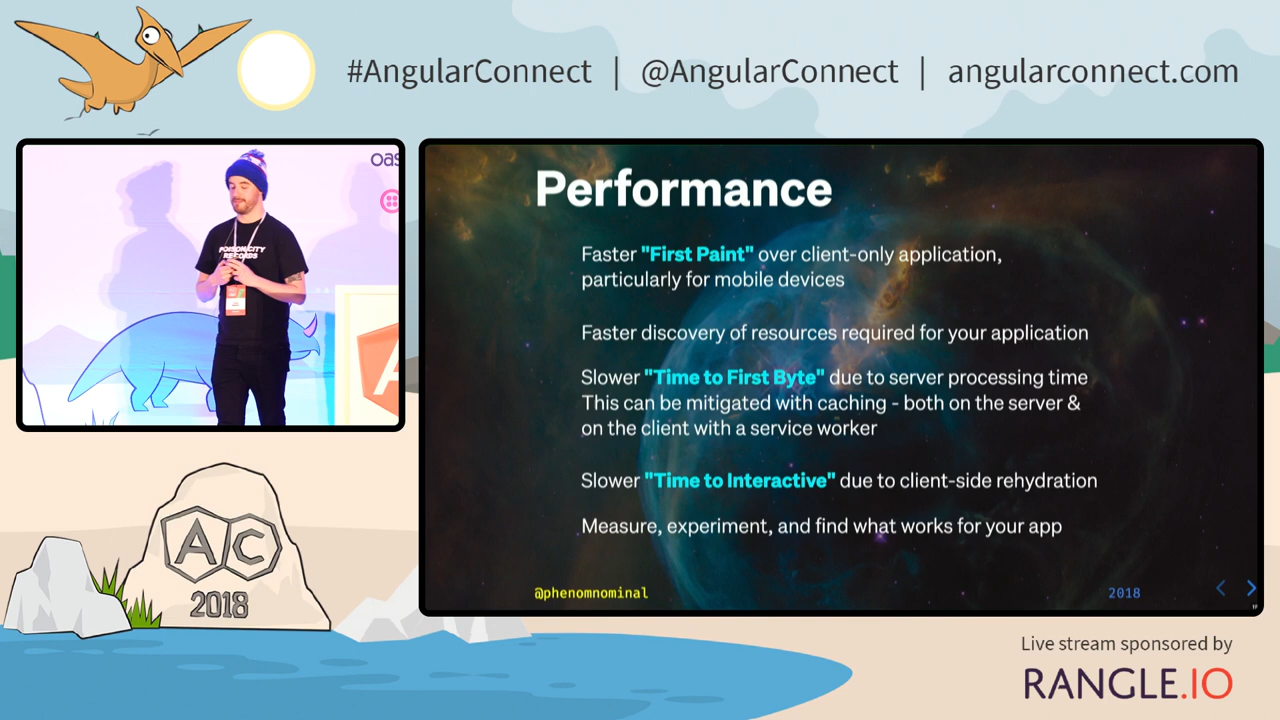 #AngularConnect | @AngularConnect | angularconnect.com
POISON CITY
RECORDS
Performance
Faster "First Paint" over client-only application,
particularly for mobile devices
Faster discovery of resources required for your application
Slower "Time to First Byte" due to server processing time
This can be mitigated with caching - both on the server &
on the client with a service worker
Slower "Time to Interactive" due to client-side rehydration
Measure, experiment, and find what works for your app
@phenomnominal
2018
AC
2018
Live stream sponsored by
RANGLE.IO